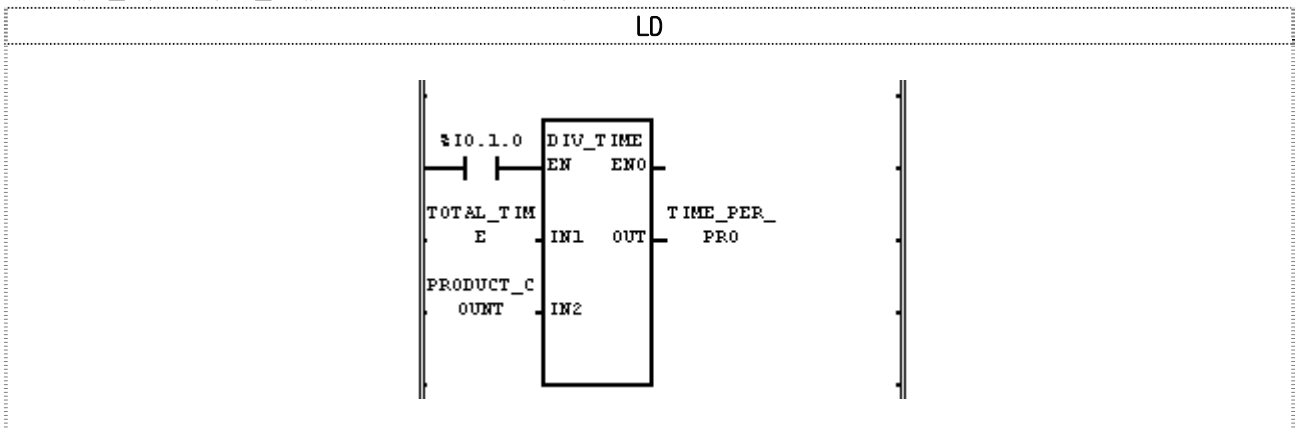 LD
%I0.1.0
DIV_TIME
EN ENO
TOTAL_TIM
E
IN1 OUT
TIME_PER_
PRO
PRODUCT_C
OUNT
IN2